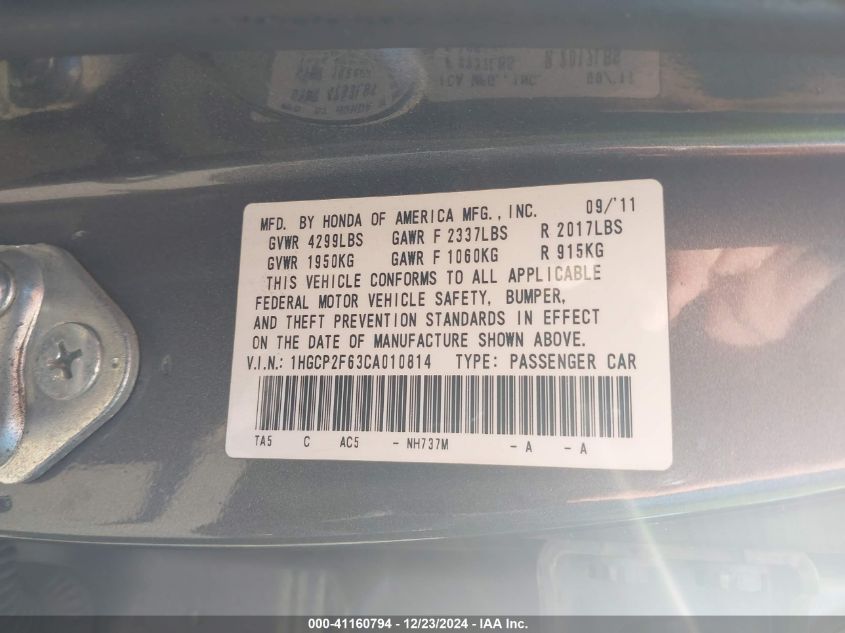 MFD. BY HONDA OF AMERICA MFG., INC. 09/'11
GVWR 4299LBS GAWR F 2337LBS R 2017LBS
GVWR 1950KG GAWR F 1060KG R 915KG
THIS VEHICLE CONFORMS TO ALL APPLICABLE
FEDERAL MOTOR VEHICLE SAFETY, BUMPER,
AND THEFT PREVENTION STANDARDS IN EFFECT
ON THE DATE OF MANUFACTURE SHOWN ABOVE.
V.I.N.: 1HGCP2F63CA010814 TYPE: PASSENGER CAR
TA5 C AC5 - NH737M - A - A
000-41160794 - 12/23/2024 - IAA Inc.